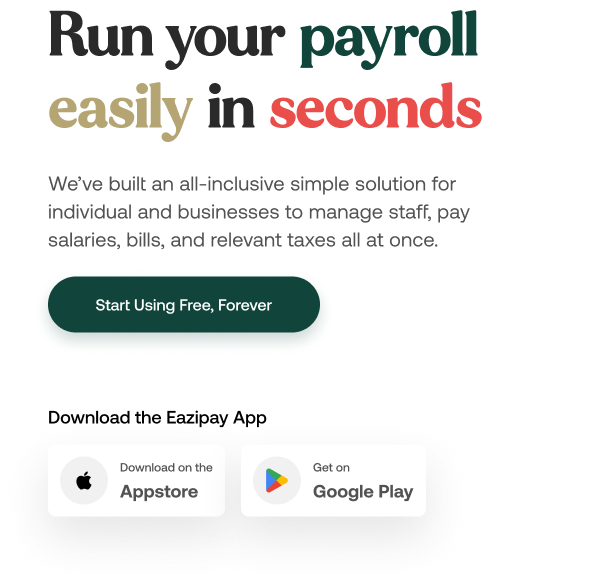 Run your payroll
easily in seconds
We’ve built an all-inclusive simple solution for
individual and businesses to manage staff, pay
salaries, bills, and relevant taxes all at once.
Start Using Free, Forever
Download the Eazipay App
Download on the
Appstore
Get on
Google Play